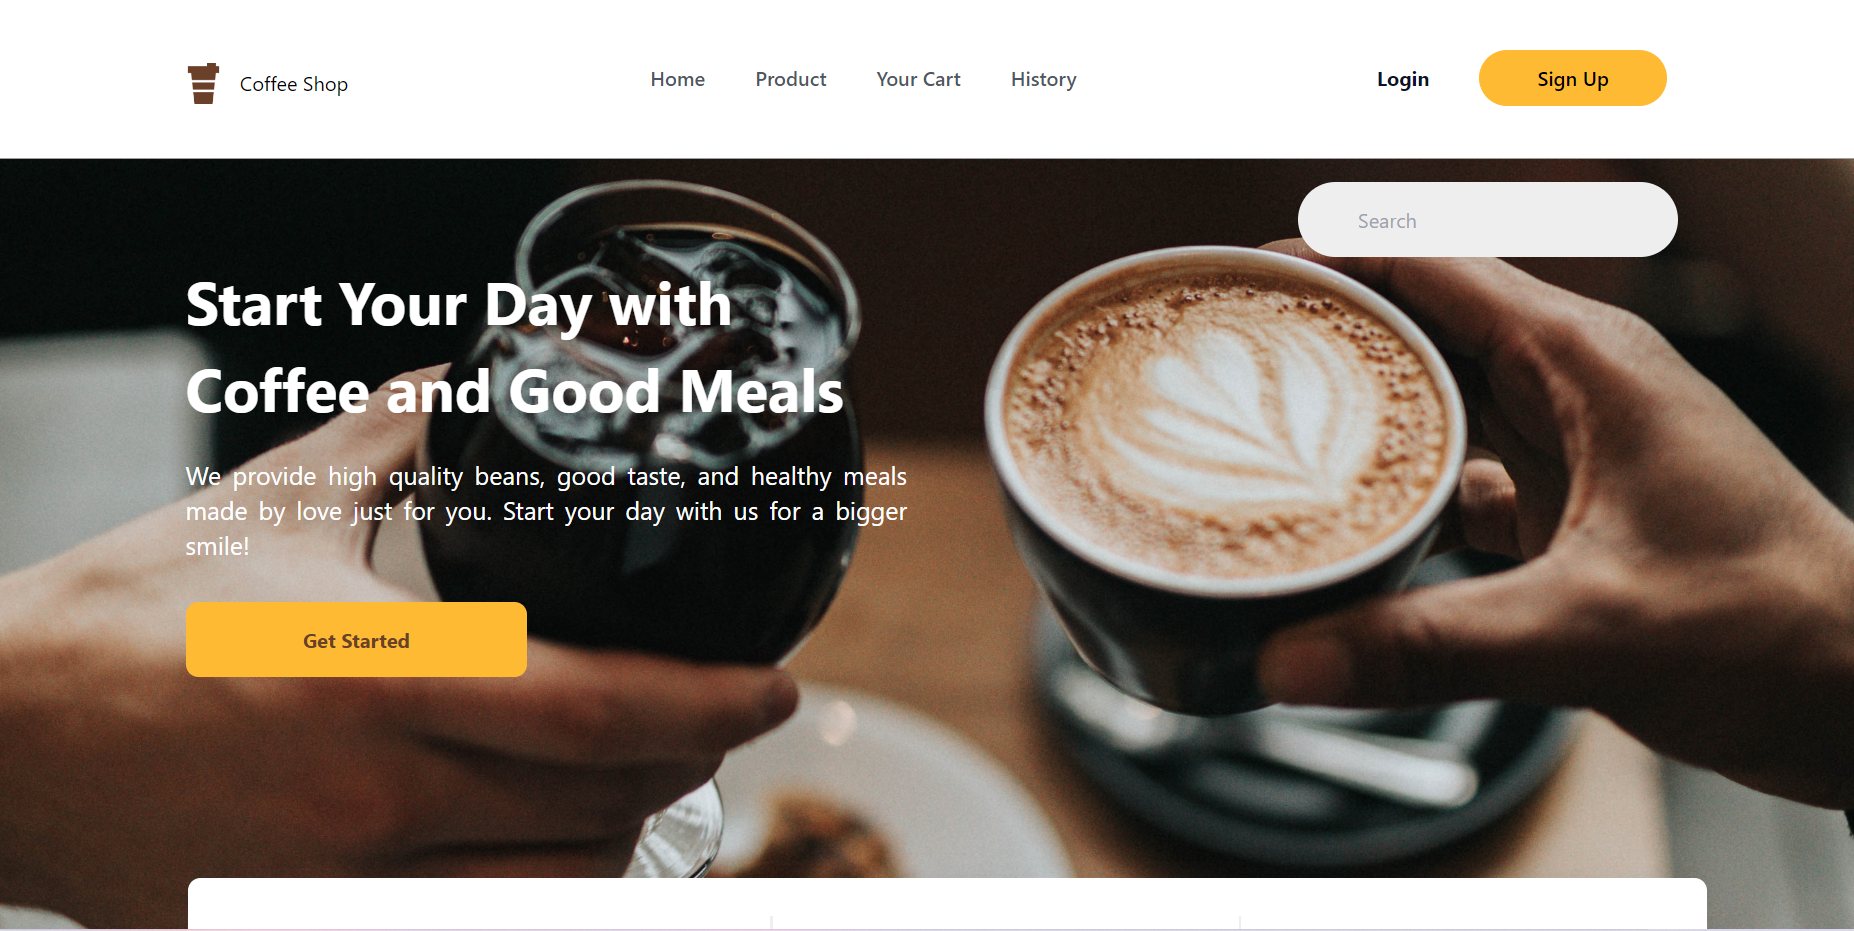 Coffee Shop
Home Product Your Cart History
Login Sign Up
Search
Start Your Day with
Coffee and Good Meals
We provide high quality beans, good taste, and healthy meals
made by love just for you. Start your day with us for a bigger
smile!
Get Started